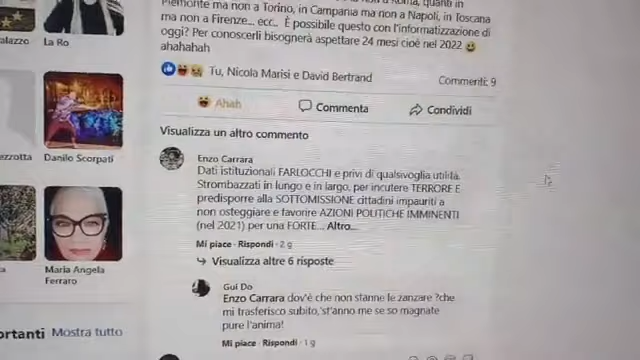 Piemonte ma non a Torino, in Campania ma non a Napoli, in Toscana
ma non a Firenze... ecc.. È possibile questo con l'informatizzazione di
oggi? Per conoscerli bisognerà aspettare 24 mesi cioè nel 2022
ahahahah
Tu, Nicola Marisi e David Bertrand
Commenti: 9
Ahah
Commenta
Condividi
Visualizza un altro commento
Enzo Carrara
Dati istituzionali FARLOCCHI e privi di qualsivoglia utilità.
Strombazzati in lungo e in largo, per incutere TERRORE E
predisporre alla SOTTOMISSIONE cittadini impauriti a
non osteggiare e favorire AZIONI POLITICHE IMMINENTI
(nel 2021) per una FORTE... Altro...
Mi piace · Rispondi · 2 g
Visualizza altre 6 risposte
Gui Do
Enzo Carrara dov'è che non stanne le zanzare ?che
mi trasferisco subito,'st'anno me se so magnate
pure l'anima!
Mi piace · Rispondi · 1 g
La Ro
Danilo Scorpati
Maria Angela
Ferraro
Mostra tutto